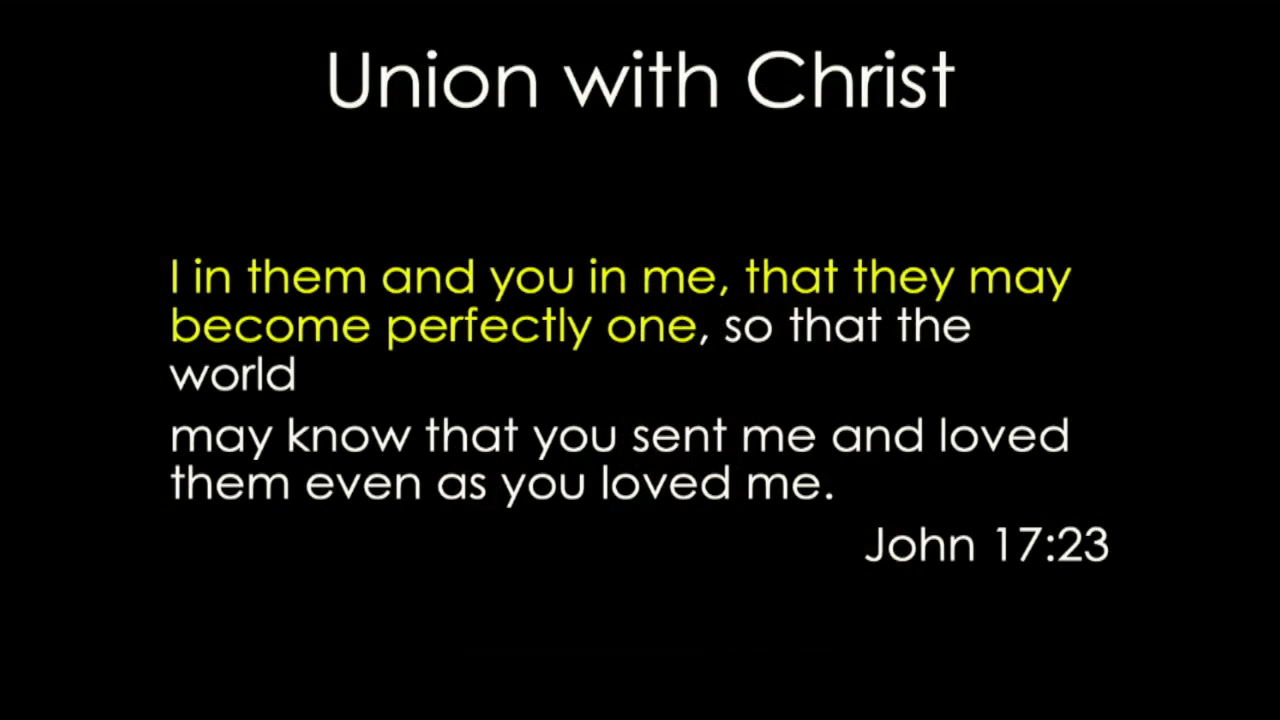 Union with Christ
I in them and you in me, that they may
become perfectly one, so that the
world
may know that you sent me and loved
them even as you loved me.
John 17:23